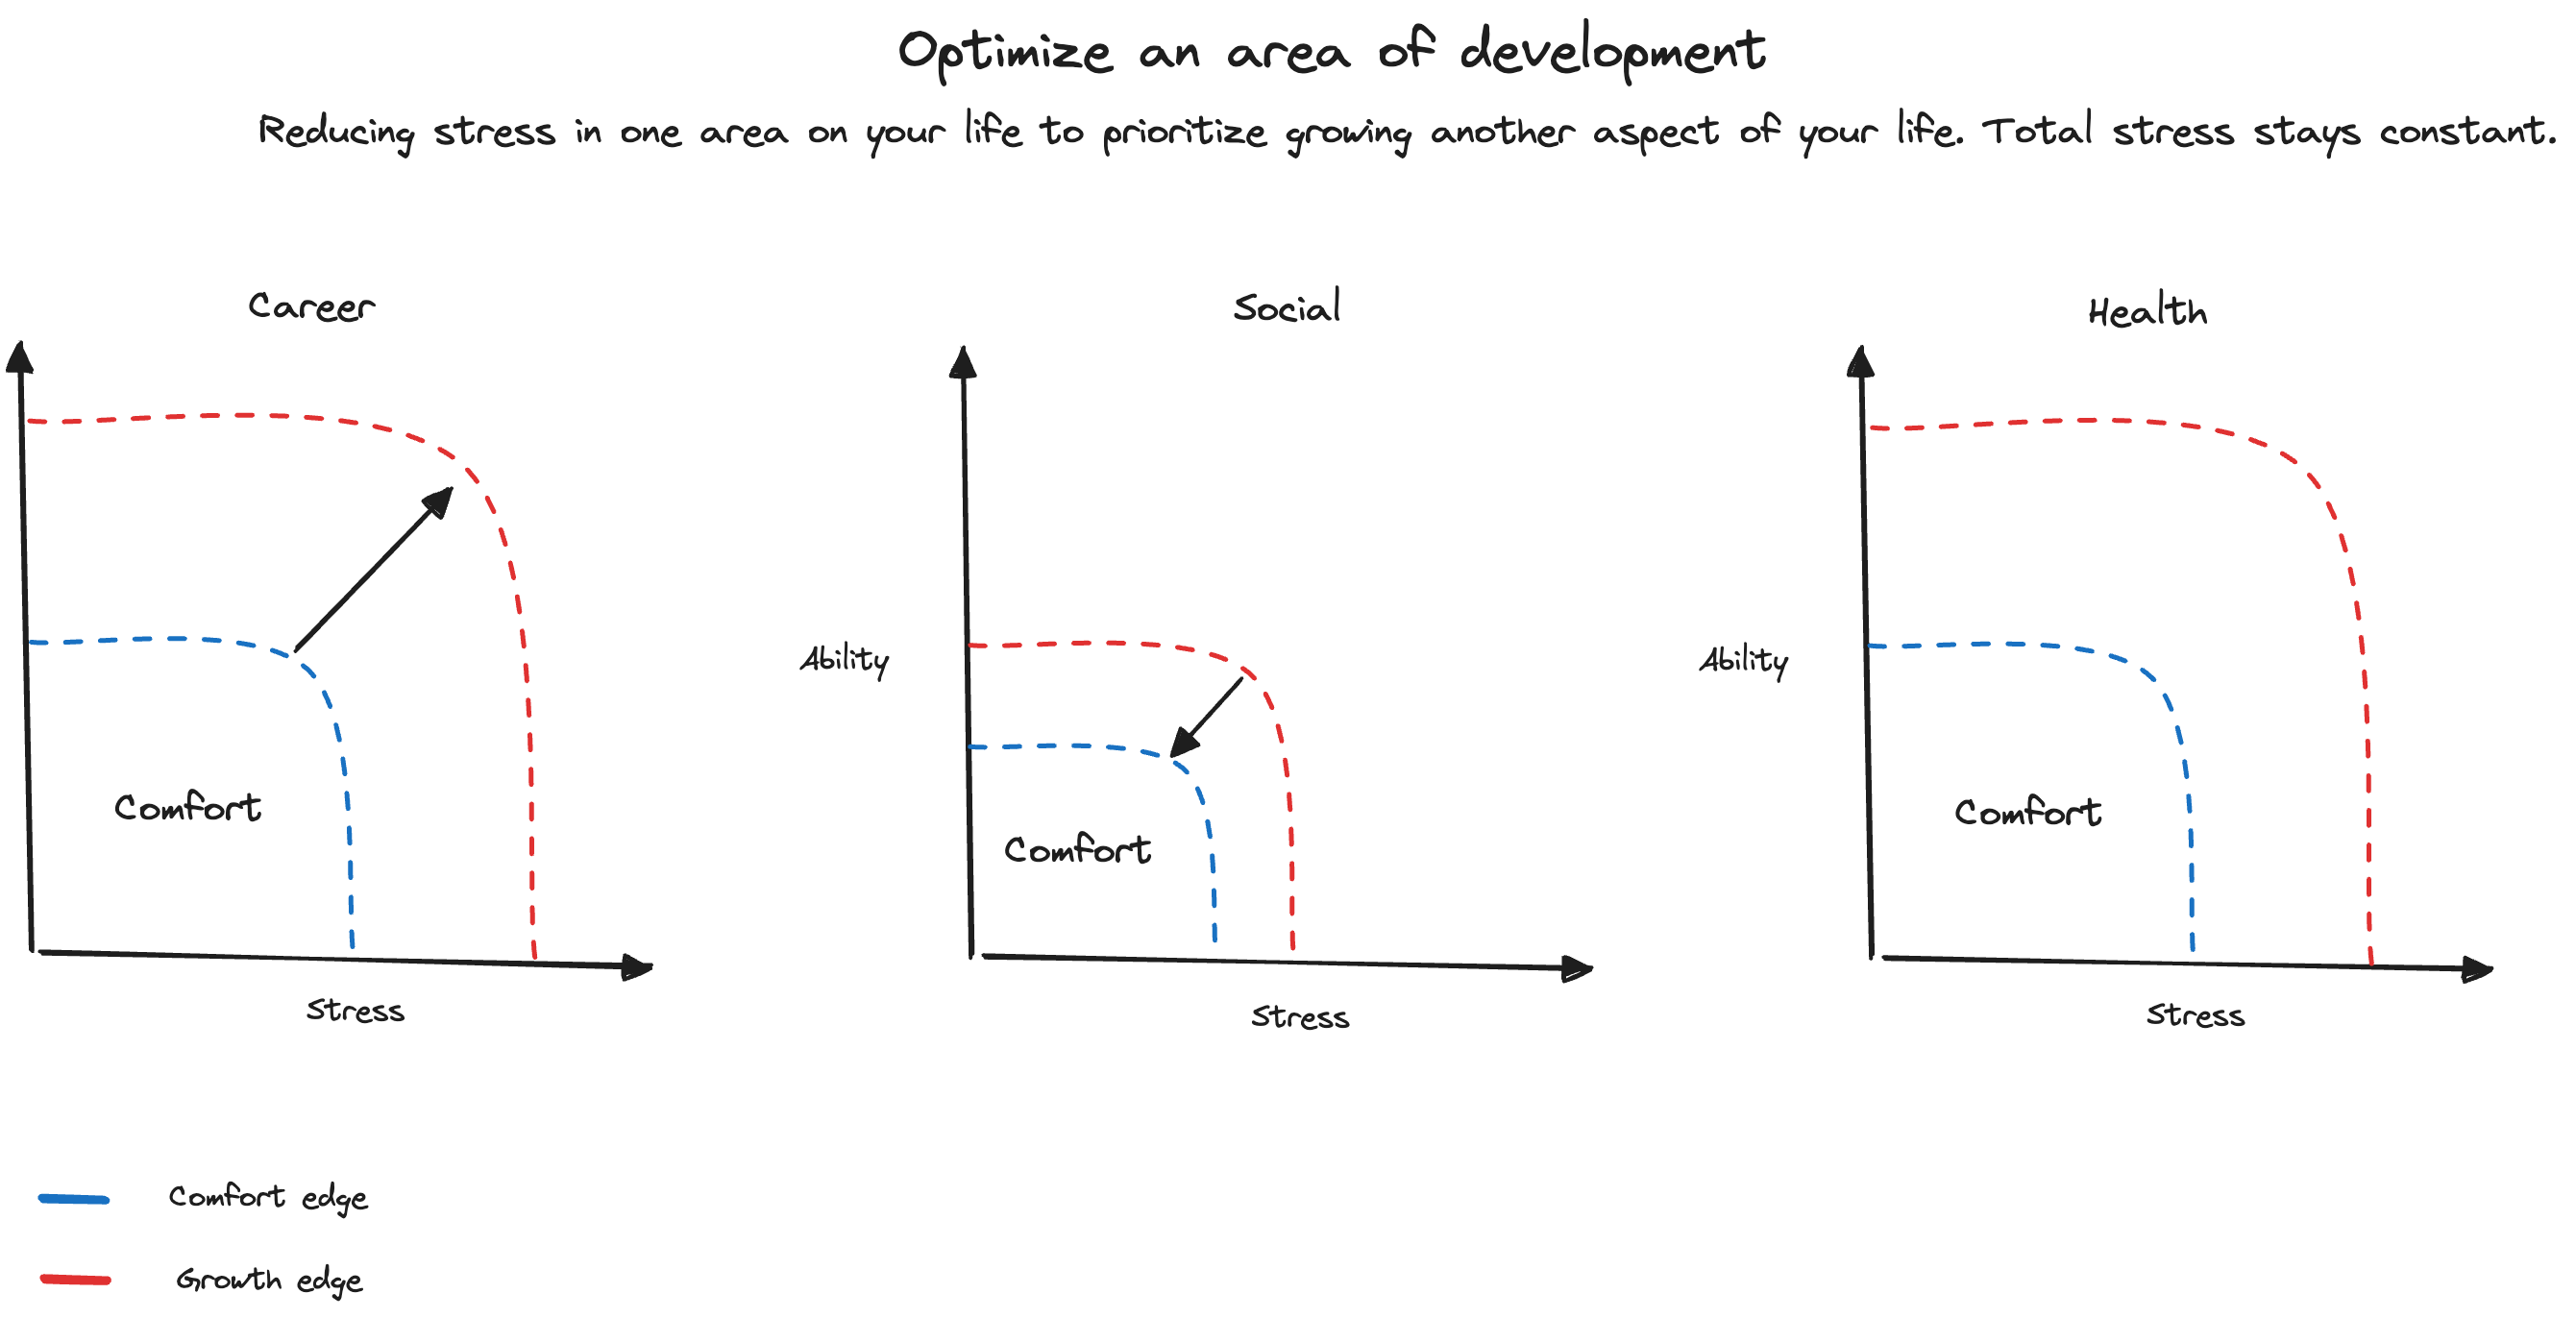 Optimize an area of development
Reducing stress in one area on your life to prioritize growing another aspect of your life. Total stress stays constant.
Career
Social
Health
Ability
Ability
Comfort
Comfort
Comfort
Stress
Stress
Stress
Comfort edge
Growth edge